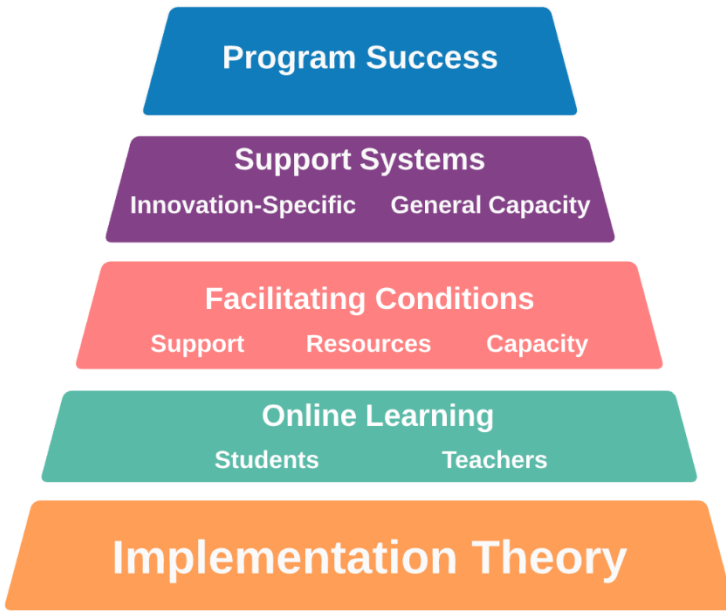 Program Success
Support Systems
Innovation-Specific General Capacity
Facilitating Conditions
Support Resources Capacity
Online Learning
Students Teachers
Implementation Theory